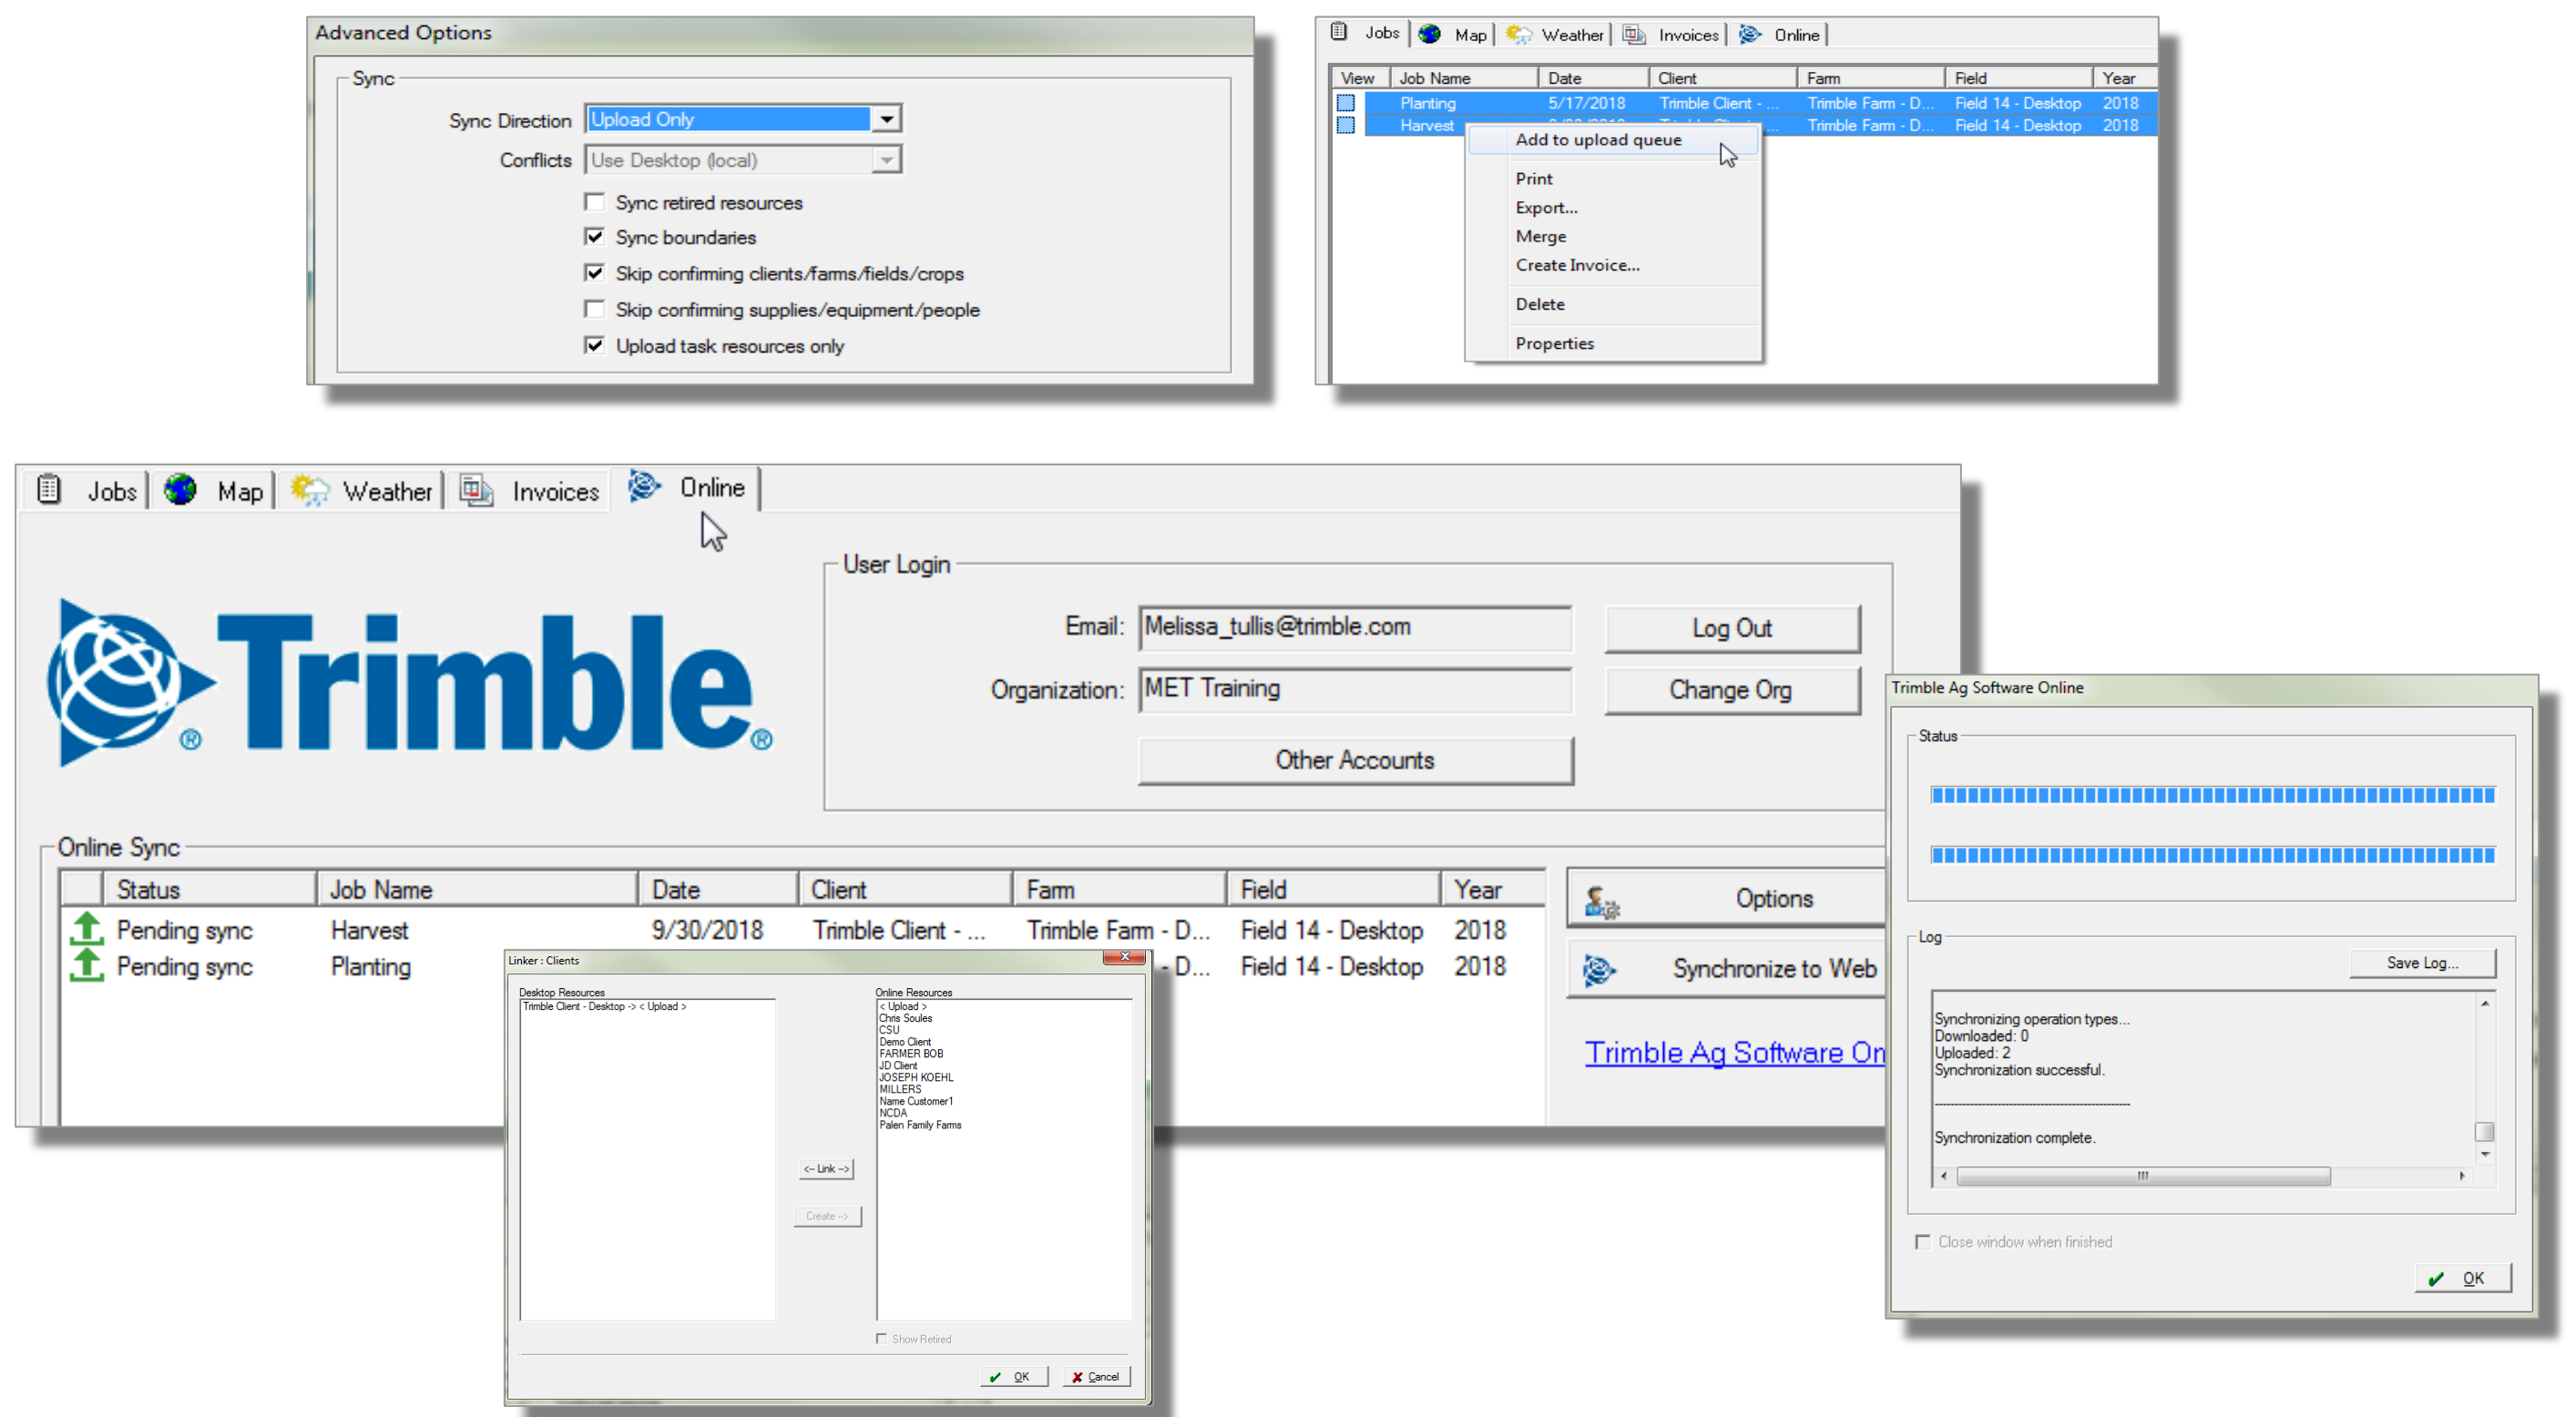 Advanced Options
Sync
Sync Direction Upload Only
Conflicts Use Desktop (local)
Sync retired resources
Sync boundaries
Skip confirming clients/farms/fields/crops
Skip confirming supplies/equipment/people
Upload task resources only
Jobs Map Weather Invoices Online
View Job Name Date Client Farm Field Year
Planting 5/17/2018 Trimble Client - ... Trimble Farm - D... Field 14 - Desktop 2018
Harvest Trimble Farm - D... Field 14 - Desktop 2018
Add to upload queue
Print
Export...
Merge
Create Invoice...
Delete
Properties
Jobs Map Weather Invoices Online
Trimble
User Login
Email: Melissa_tullis@trimble.com Log Out
Organization: MET Training Change Org
Other Accounts
Online Sync
Status Job Name Date Client Farm Field Year
Pending sync Harvest 9/30/2018 Trimble Client - ... Trimble Farm - D... Field 14 - Desktop 2018
Pending sync Planting - D... Field 14 - Desktop 2018
Options
Synchronize to Web
Trimble Ag Software On
Linker : Clients
Desktop Resources
Trimble Client - Desktop -> < Upload >
<-- Link -->
Create -->
Online Resources
< Upload >
Chris Soules
CSU
Demo Client
FARMER BOB
JD Client
JOSEPH KOEHL
MILLERS
Name Customer1
NCDA
Palen Family Farms
Show Retired
OK Cancel
Trimble Ag Software Online
Status
Log
Save Log...
Synchronizing operation types...
Downloaded: 0
Uploaded: 2
Synchronization successful.
--------------------------------------------------
Synchronization complete.
Close window when finished
OK